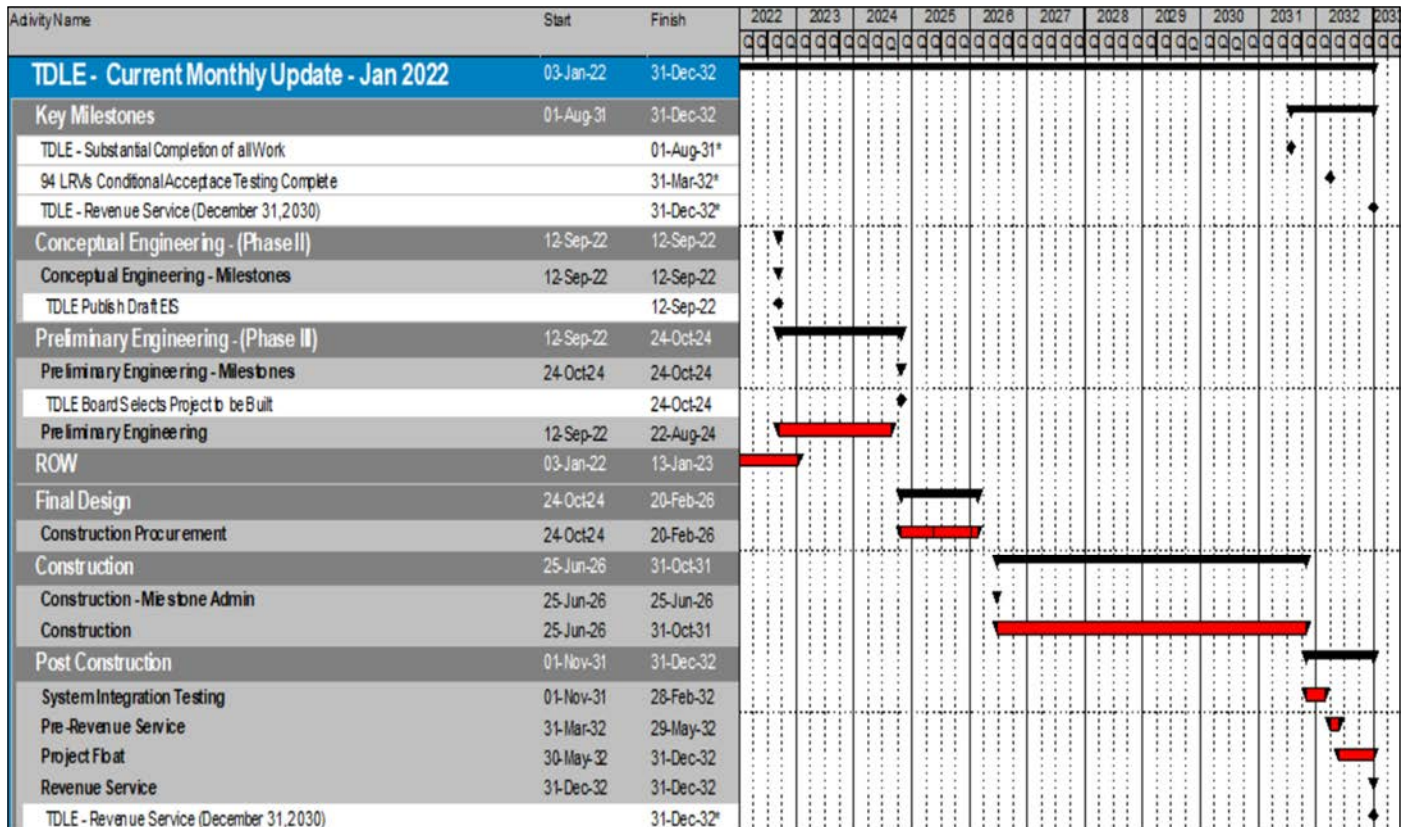 Activity Name Start Finish 2022 2023 2024 2025 2026 2027 2028 2029 2030 2031 2032 2033
Q Q Q Q Q Q Q Q Q Q Q Q Q Q Q Q Q Q Q Q Q Q Q Q Q Q Q Q Q Q Q Q Q Q Q Q Q Q Q Q Q Q Q Q Q Q
TDLE - Current Monthly Update - Jan 2022 03-Jan-22 31-Dec-32
Key Milestones 01-Aug-31 31-Dec-32
TDLE - Substantial Completion of all Work 01-Aug-31*
94 LRVs Conditional Acceptace Testing Complete 31-Mar-32*
TDLE - Revenue Service (December 31,2030) 31-Dec-32*
Conceptual Engineering - (Phase II) 12-Sep-22 12-Sep-22
Conceptual Engineering - Milestones 12-Sep-22 12-Sep-22
TDLE Publish Draft EIS 12-Sep-22
Preliminary Engineering - (Phase III) 12-Sep-22 24-Oct-24
Preliminary Engineering - Milestones 24-Oct-24 24-Oct-24
TDLE Board Selects Project to be Built 24-Oct-24
Preliminary Engineering 12-Sep-22 22-Aug-24
ROW 03-Jan-22 13-Jan-23
Final Design 24-Oct-24 20-Feb-26
Construction Procurement 24-Oct-24 20-Feb-26
Construction 25-Jun-26 31-Oct-31
Construction - Miestone Admin 25-Jun-26 25-Jun-26
Construction 25-Jun-26 31-Oct-31
Post Construction 01-Nov-31 31-Dec-32
System Integration Testing 01-Nov-31 28-Feb-32
Pre-Revenue Service 31-Mar-32 29-May-32
Project Float 30-May-32 31-Dec-32
Revenue Service 31-Dec-32 31-Dec-32
TDLE - Revenue Service (December 31,2030) 31-Dec-32*